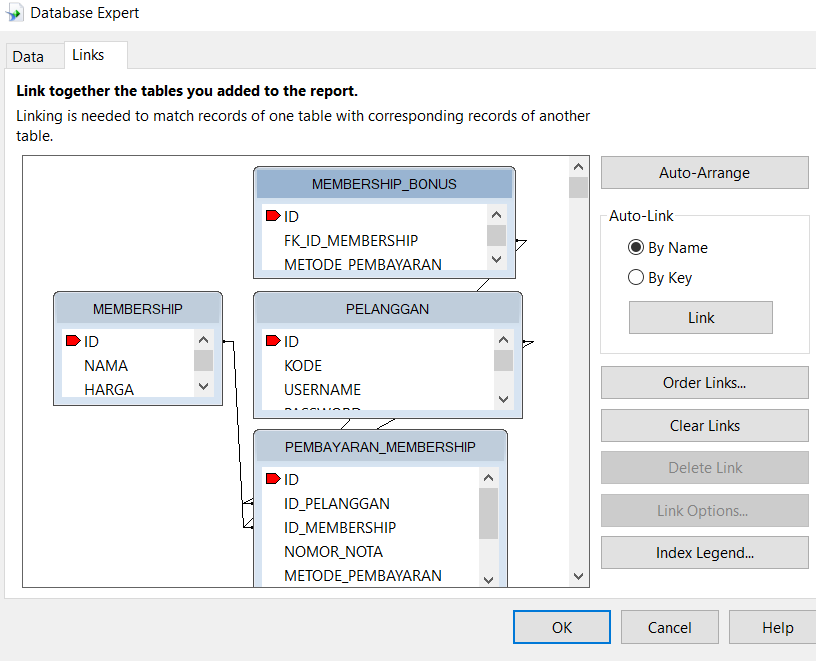 Database Expert
Data
Links
Link together the tables you added to the report.
Linking is needed to match records of one table with corresponding records of another
table.
MEMBERSHIP_BONUS
ID
FK_ID_MEMBERSHIP
METODE_PEMBAYARAN
MEMBERSHIP
ID
NAMA
HARGA
PELANGGAN
ID
KODE
USERNAME
PASSWORD
PEMBAYARAN_MEMBERSHIP
ID
ID_PELANGGAN
ID_MEMBERSHIP
NOMOR_NOTA
METODE_PEMBAYARAN
Auto-Arrange
Auto-Link
By Name
By Key
Link
Order Links...
Clear Links
Delete Link
Link Options...
Index Legend...
OK
Cancel
Help